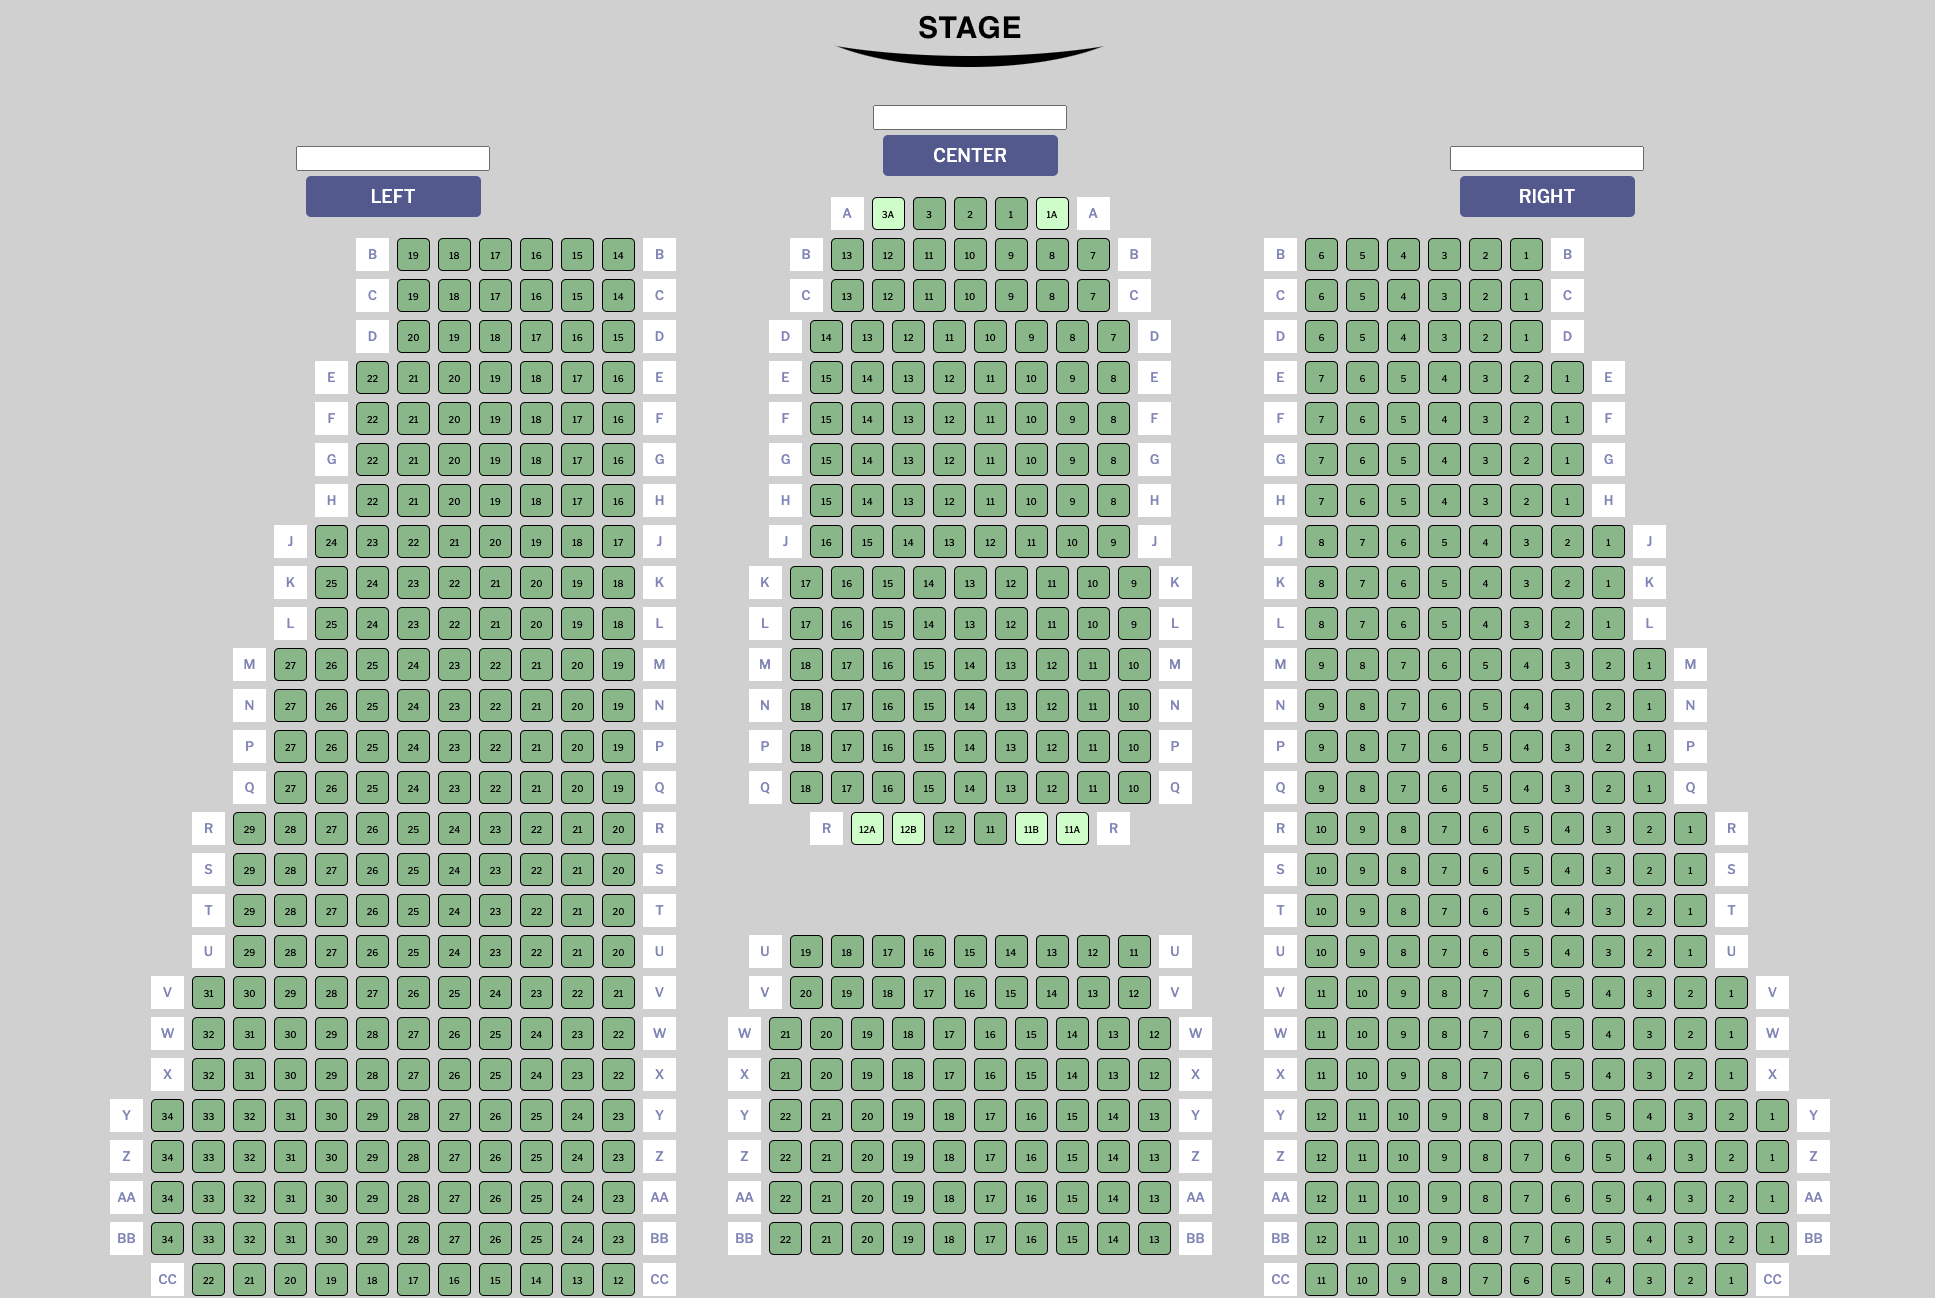 STAGE
CENTER
LEFT
RIGHT
A 3A 3 2 1 1A A
B 19 18 17 16 15 14 B B 13 12 11 10 9 8 7 B B 6 5 4 3 2 1 B
C 19 18 17 16 15 14 C C 13 12 11 10 9 8 7 C C 6 5 4 3 2 1 C
D 20 19 18 17 16 15 D D 14 13 12 11 10 9 8 7 D D 6 5 4 3 2 1 D
E 22 21 20 19 18 17 16 E E 15 14 13 12 11 10 9 8 E E 7 6 5 4 3 2 1 E
F 22 21 20 19 18 17 16 F F 15 14 13 12 11 10 9 8 F F 7 6 5 4 3 2 1 F
G 22 21 20 19 18 17 16 G G 15 14 13 12 11 10 9 8 G G 7 6 5 4 3 2 1 G
H 22 21 20 19 18 17 16 H H 15 14 13 12 11 10 9 8 H H 7 6 5 4 3 2 1 H
J 24 23 22 21 20 19 18 17 J J 16 15 14 13 12 11 10 9 J J 8 7 6 5 4 3 2 1 J
K 25 24 23 22 21 20 19 18 K K 17 16 15 14 13 12 11 10 9 K K 8 7 6 5 4 3 2 1 K
L 25 24 23 22 21 20 19 18 L L 17 16 15 14 13 12 11 10 9 L L 8 7 6 5 4 3 2 1 L
M 27 26 25 24 23 22 21 20 19 M M 18 17 16 15 14 13 12 11 10 M M 9 8 7 6 5 4 3 2 1 M
N 27 26 25 24 23 22 21 20 19 N N 18 17 16 15 14 13 12 11 10 N N 9 8 7 6 5 4 3 2 1 N
P 27 26 25 24 23 22 21 20 19 P P 18 17 16 15 14 13 12 11 10 P P 9 8 7 6 5 4 3 2 1 P
Q 27 26 25 24 23 22 21 20 19 Q Q 18 17 16 15 14 13 12 11 10 Q Q 9 8 7 6 5 4 3 2 1 Q
R 29 28 27 26 25 24 23 22 21 20 R R 12A 12B 12 11 11B 11A R R 10 9 8 7 6 5 4 3 2 1 R
S 29 28 27 26 25 24 23 22 21 20 S S 10 9 8 7 6 5 4 3 2 1 S
T 29 28 27 26 25 24 23 22 21 20 T T 10 9 8 7 6 5 4 3 2 1 T
U 29 28 27 26 25 24 23 22 21 20 U U 19 18 17 16 15 14 13 12 11 U U 10 9 8 7 6 5 4 3 2 1 U
V 31 30 29 28 27 26 25 24 23 22 21 V V 20 19 18 17 16 15 14 13 12 V V 11 10 9 8 7 6 5 4 3 2 1 V
W 32 31 30 29 28 27 26 25 24 23 22 W W 21 20 19 18 17 16 15 14 13 12 W W 11 10 9 8 7 6 5 4 3 2 1 W
X 32 31 30 29 28 27 26 25 24 23 22 X X 21 20 19 18 17 16 15 14 13 12 X X 11 10 9 8 7 6 5 4 3 2 1 X
Y 34 33 32 31 30 29 28 27 26 25 24 23 Y Y 22 21 20 19 18 17 16 15 14 13 Y Y 12 11 10 9 8 7 6 5 4 3 2 1 Y
Z 34 33 32 31 30 29 28 27 26 25 24 23 Z Z 22 21 20 19 18 17 16 15 14 13 Z Z 12 11 10 9 8 7 6 5 4 3 2 1 Z
AA 34 33 32 31 30 29 28 27 26 25 24 23 AA AA 22 21 20 19 18 17 16 15 14 13 AA AA 12 11 10 9 8 7 6 5 4 3 2 1 AA
BB 34 33 32 31 30 29 28 27 26 25 24 23 BB BB 22 21 20 19 18 17 16 15 14 13 BB BB 12 11 10 9 8 7 6 5 4 3 2 1 BB
CC 22 21 20 19 18 17 16 15 14 13 12 CC CC 11 10 9 8 7 6 5 4 3 2 1 CC